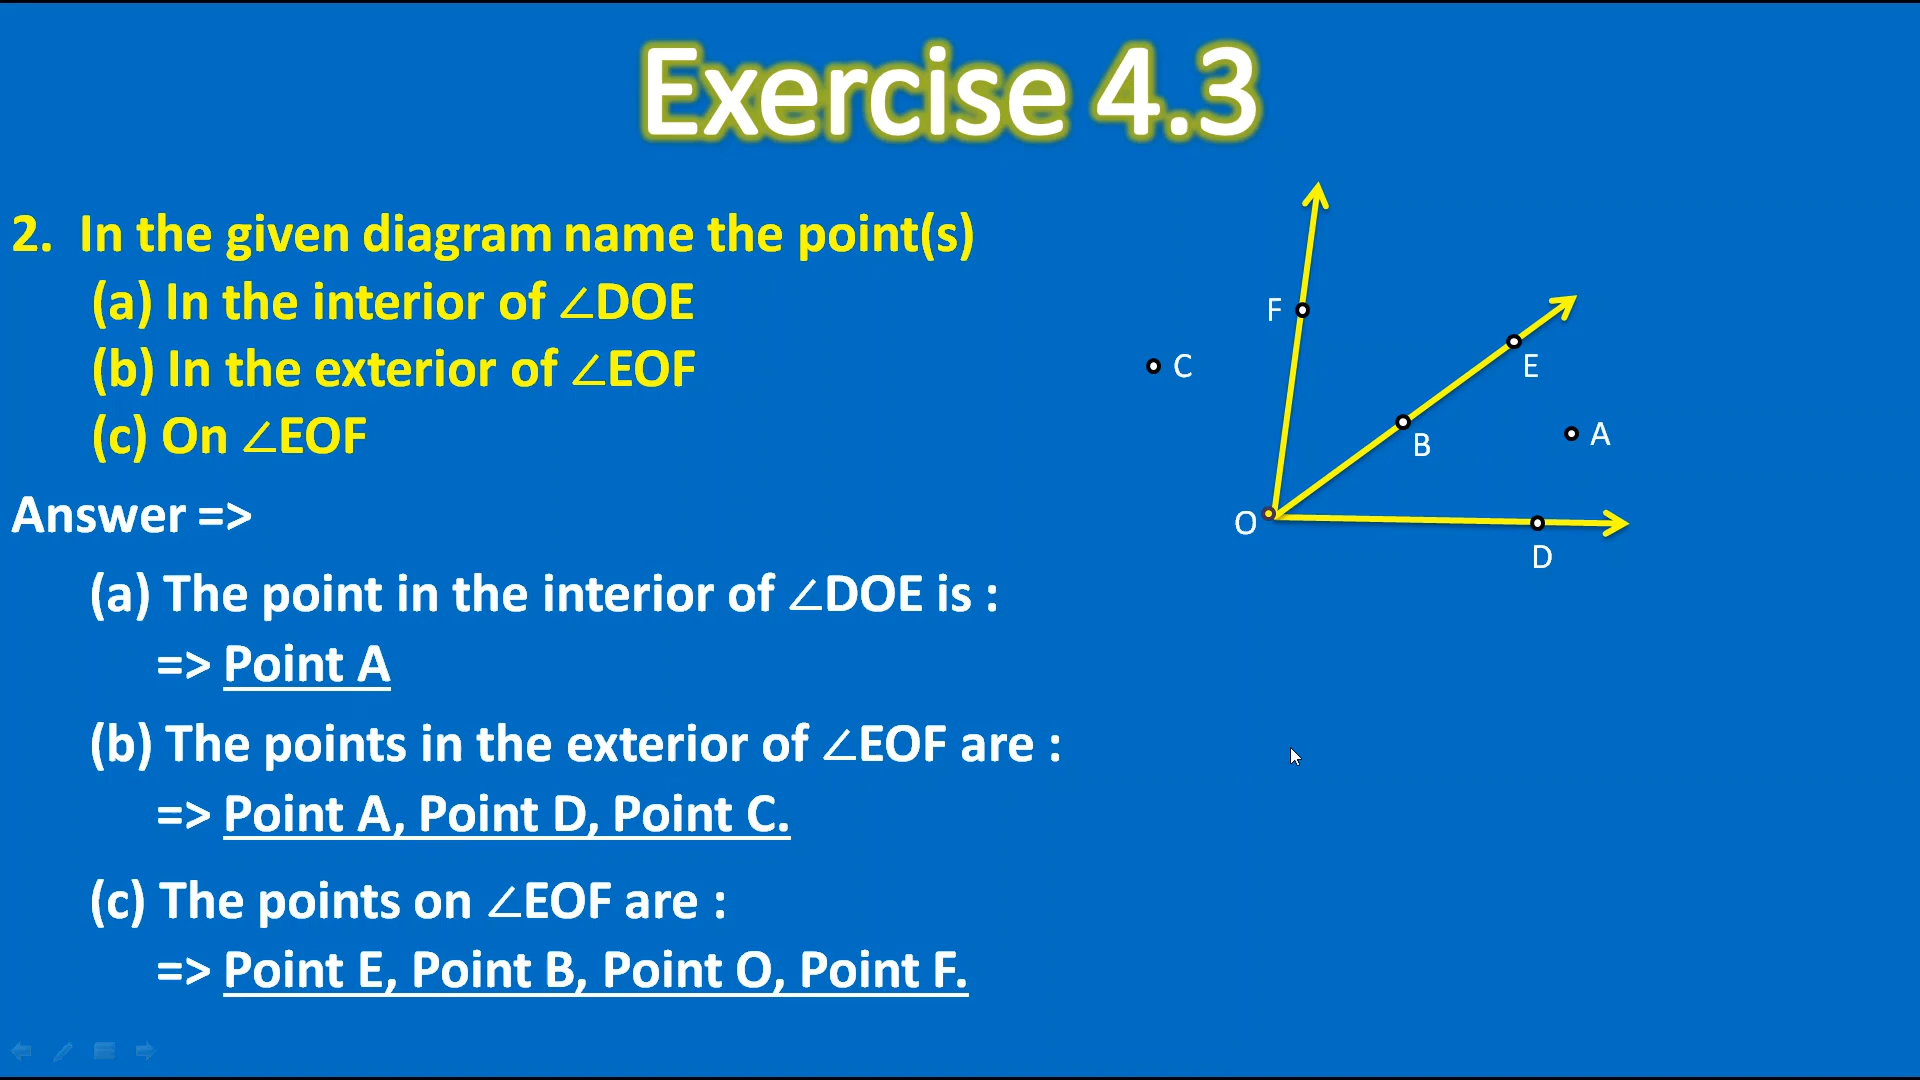 Exercise 4.3
2. In the given diagram name the point(s)
(a) In the interior of ∠DOE
(b) In the exterior of ∠EOF
(c) On ∠EOF
F
C
E
B
A
O
D
Answer =>
(a) The point in the interior of ∠DOE is :
=> Point A
(b) The points in the exterior of ∠EOF are :
=> Point A, Point D, Point C.
(c) The points on ∠EOF are :
=> Point E, Point B, Point O, Point F.